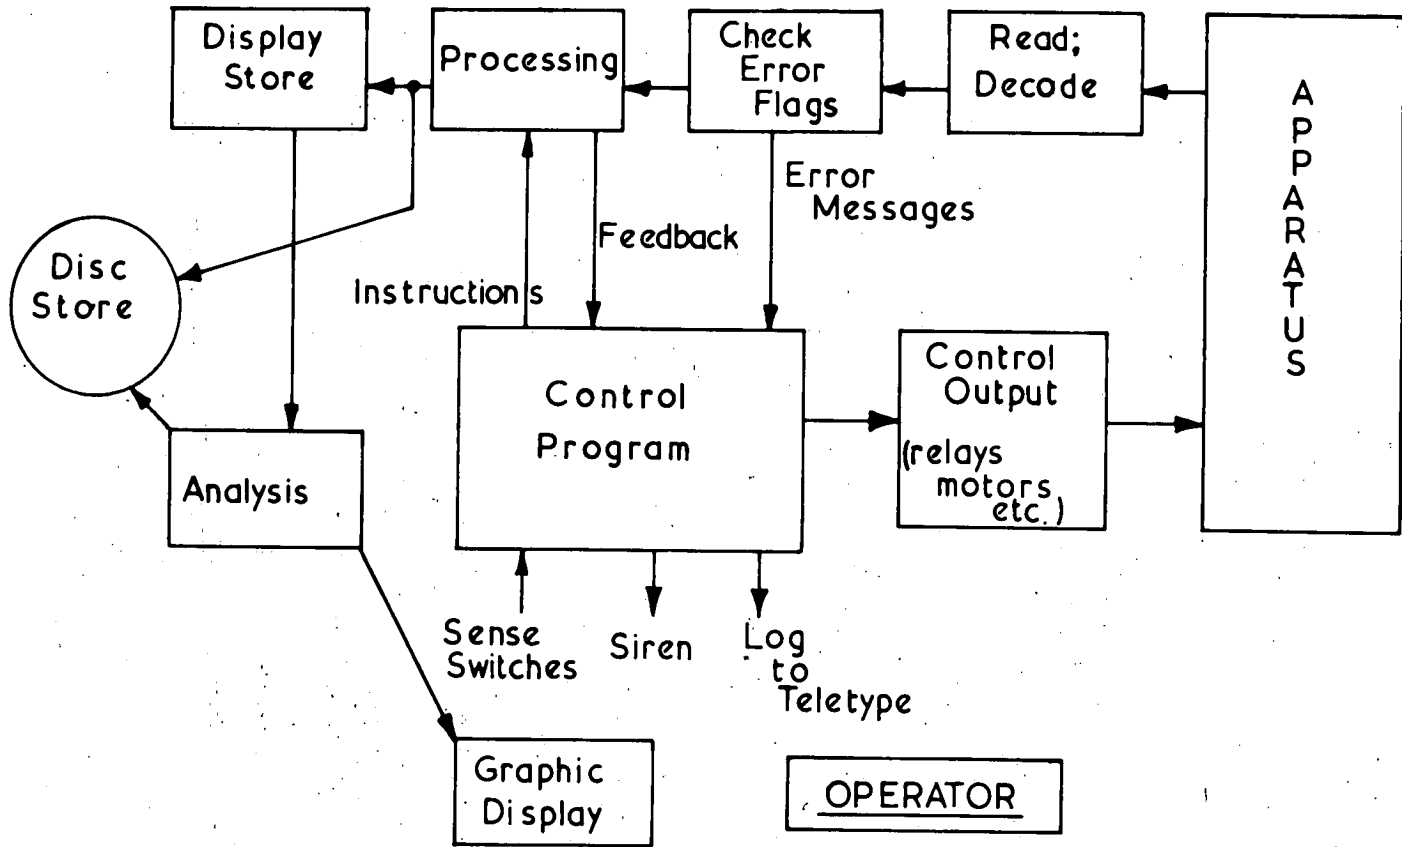 Display
Store
Processing
Check
Error
Flags
Read;
Decode
APPARATUS
Error
Messages
Feedback
Instructions
Disc
Store
Control
Program
Control
Output
(relays
motors
etc.)
Analysis
Sense
Switches
Siren
Log
to
Teletype
Graphic
Display
OPERATOR